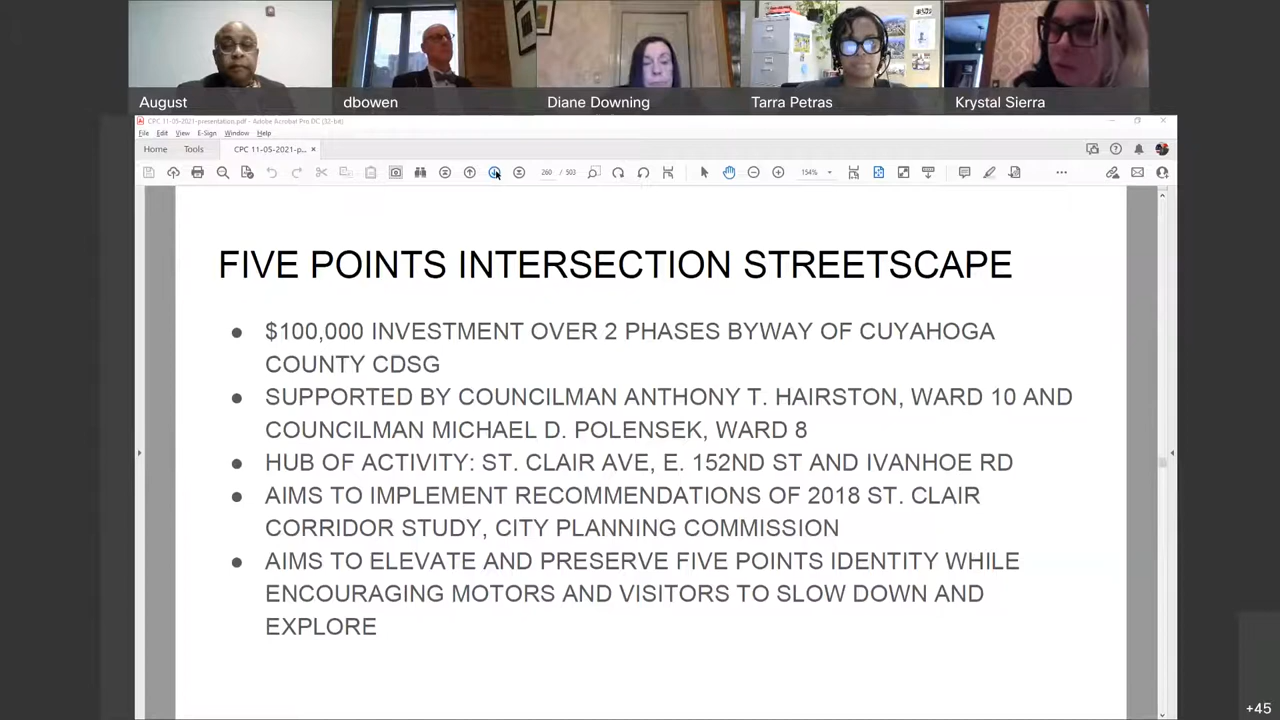 August
dbowen
Diane Downing
Tarra Petras
Krystal Sierra
CPC 11-05-2021-presentation.pdf - Adobe Acrobat Pro DC (32-bit)
File Edit View E-Sign Window Help
Home Tools CPC 11-05-2021-p... ×
260 / 503 154%
FIVE POINTS INTERSECTION STREETSCAPE
● $100,000 INVESTMENT OVER 2 PHASES BYWAY OF CUYAHOGA
COUNTY CDSG
● SUPPORTED BY COUNCILMAN ANTHONY T. HAIRSTON, WARD 10 AND
COUNCILMAN MICHAEL D. POLENSEK, WARD 8
● HUB OF ACTIVITY: ST. CLAIR AVE, E. 152ND ST AND IVANHOE RD
● AIMS TO IMPLEMENT RECOMMENDATIONS OF 2018 ST. CLAIR
CORRIDOR STUDY, CITY PLANNING COMMISSION
● AIMS TO ELEVATE AND PRESERVE FIVE POINTS IDENTITY WHILE
ENCOURAGING MOTORS AND VISITORS TO SLOW DOWN AND
EXPLORE
+45